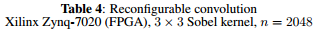 Table 4: Reconfigurable convolution
Xilinx Zynq-7020 (FPGA), 3 × 3 Sobel kernel, n = 2048